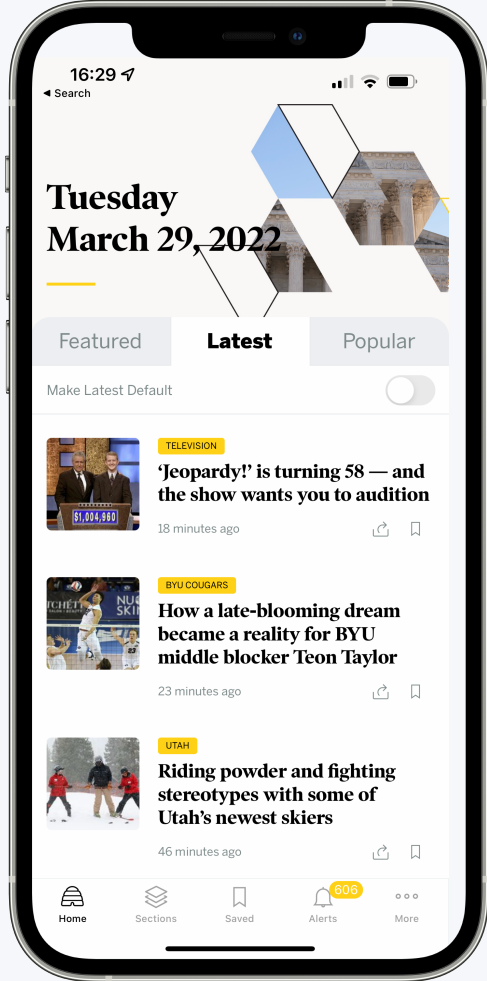 16:29
Search
Tuesday
March 29, 2022
Featured
Latest
Popular
Make Latest Default
TELEVISION
‘Jeopardy!’ is turning 58 — and
the show wants you to audition
$1,004,960
18 minutes ago
BYU COUGARS
How a late-blooming dream
became a reality for BYU
middle blocker Teon Taylor
23 minutes ago
UTAH
Riding powder and fighting
stereotypes with some of
Utah’s newest skiers
46 minutes ago
606
Home
Sections
Saved
Alerts
More